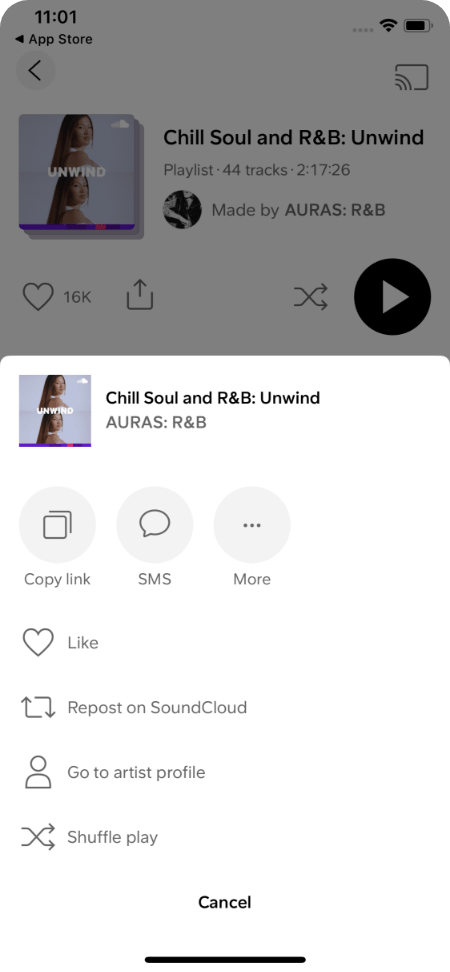 11:01
◀ App Store
UNWIND
Chill Soul and R&B: Unwind
Playlist · 44 tracks · 2:17:26
Made by AURAS: R&B
16K
UNWIND
Chill Soul and R&B: Unwind
AURAS: R&B
Copy link
SMS
More
Like
Repost on SoundCloud
Go to artist profile
Shuffle play
Cancel